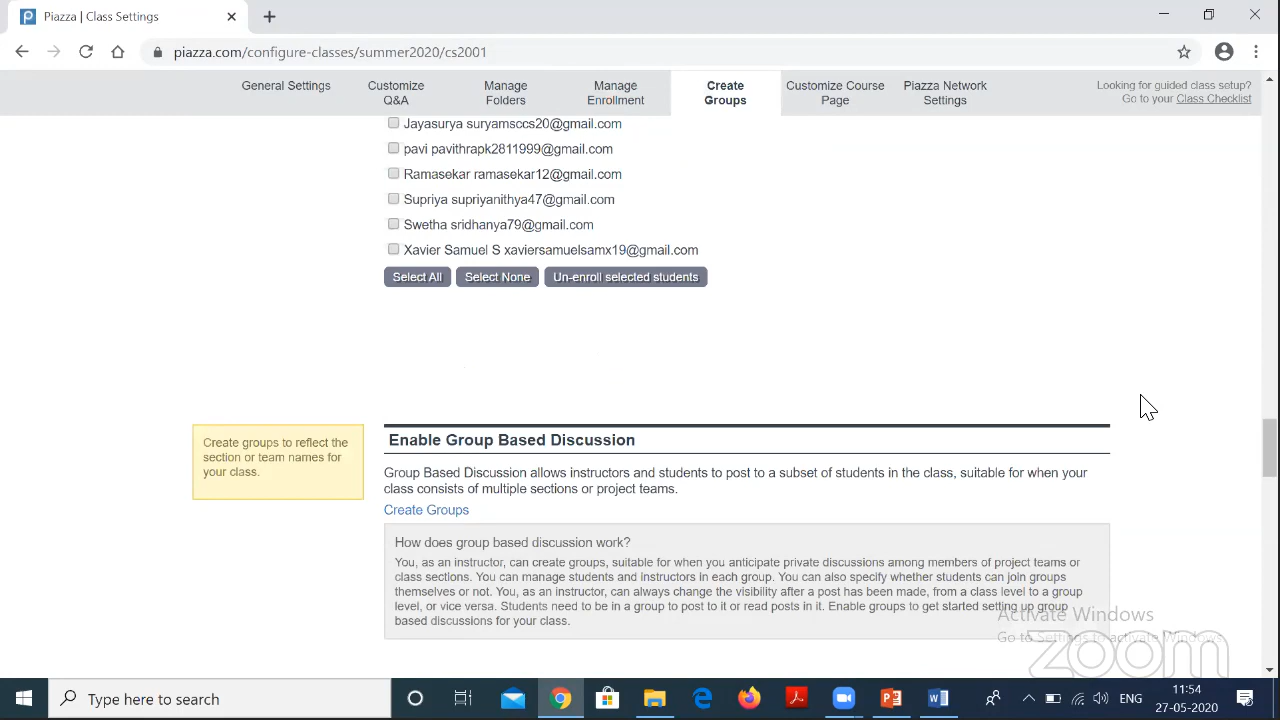 Piazza | Class Settings
piazza.com/configure-classes/summer2020/cs2001
General Settings
Customize
Q&A
Manage
Folders
Manage
Enrollment
Create
Groups
Customize Course
Page
Piazza Network
Settings
Looking for guided class setup?
Go to your Class Checklist
Jayasurya suryamsccs20@gmail.com
pavi pavithrapk2811999@gmail.com
Ramasekar ramasekar12@gmail.com
Supriya supriyanithya47@gmail.com
Swetha sridhanya79@gmail.com
Xavier Samuel S xaviersamuelsamx19@gmail.com
Select All Select None Un-enroll selected students
Create groups to reflect the
section or team names for
your class.
Enable Group Based Discussion
Group Based Discussion allows instructors and students to post to a subset of students in the class, suitable for when your
class consists of multiple sections or project teams.
Create Groups
How does group based discussion work?
You, as an instructor, can create groups, suitable for when you anticipate private discussions among members of project teams or
class sections. You can manage students and instructors in each group. You can also specify whether students can join groups
themselves or not. You, as an instructor, can always change the visibility after a post has been made, from a class level to a group
level, or vice versa. Students need to be in a group to post to it or read posts in it. Enable groups to get started setting up group
based discussions for your class.
Activate Windows
Go to Settings to activate Windows.
zoom
Type here to search
ENG
11:54
27-05-2020